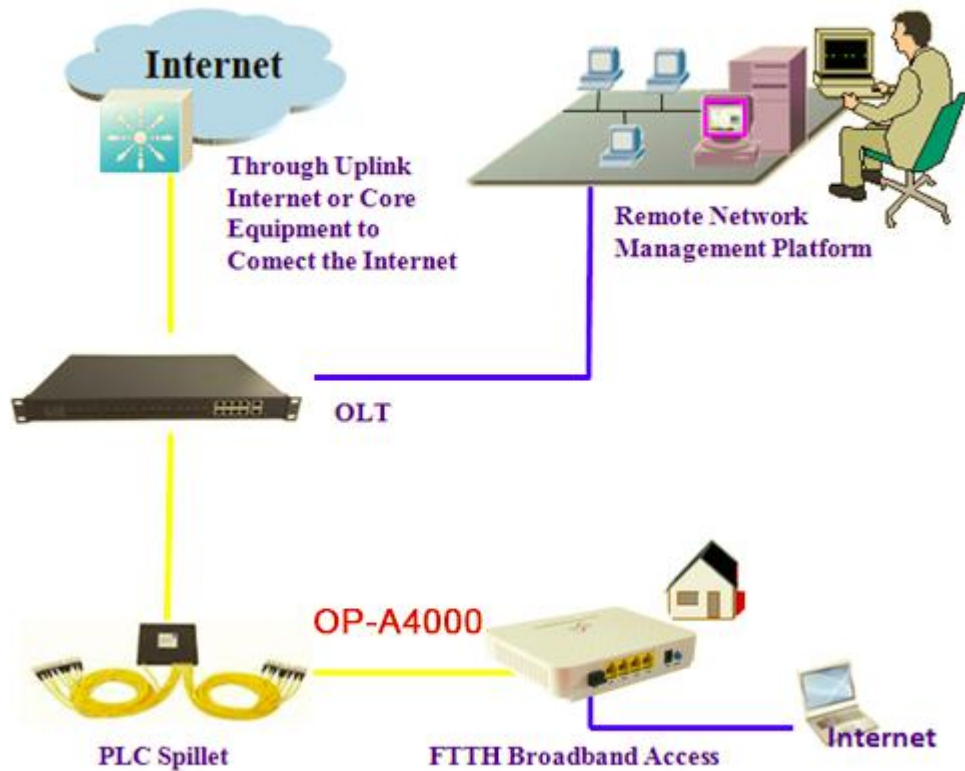 Internet
Through Uplink
Internet or Core
Equipment to
Comect the Internet
Remote Network
Management Platform
OLT
OP-A4000
PLC Spillet
FTTH Broadband Access
Internet